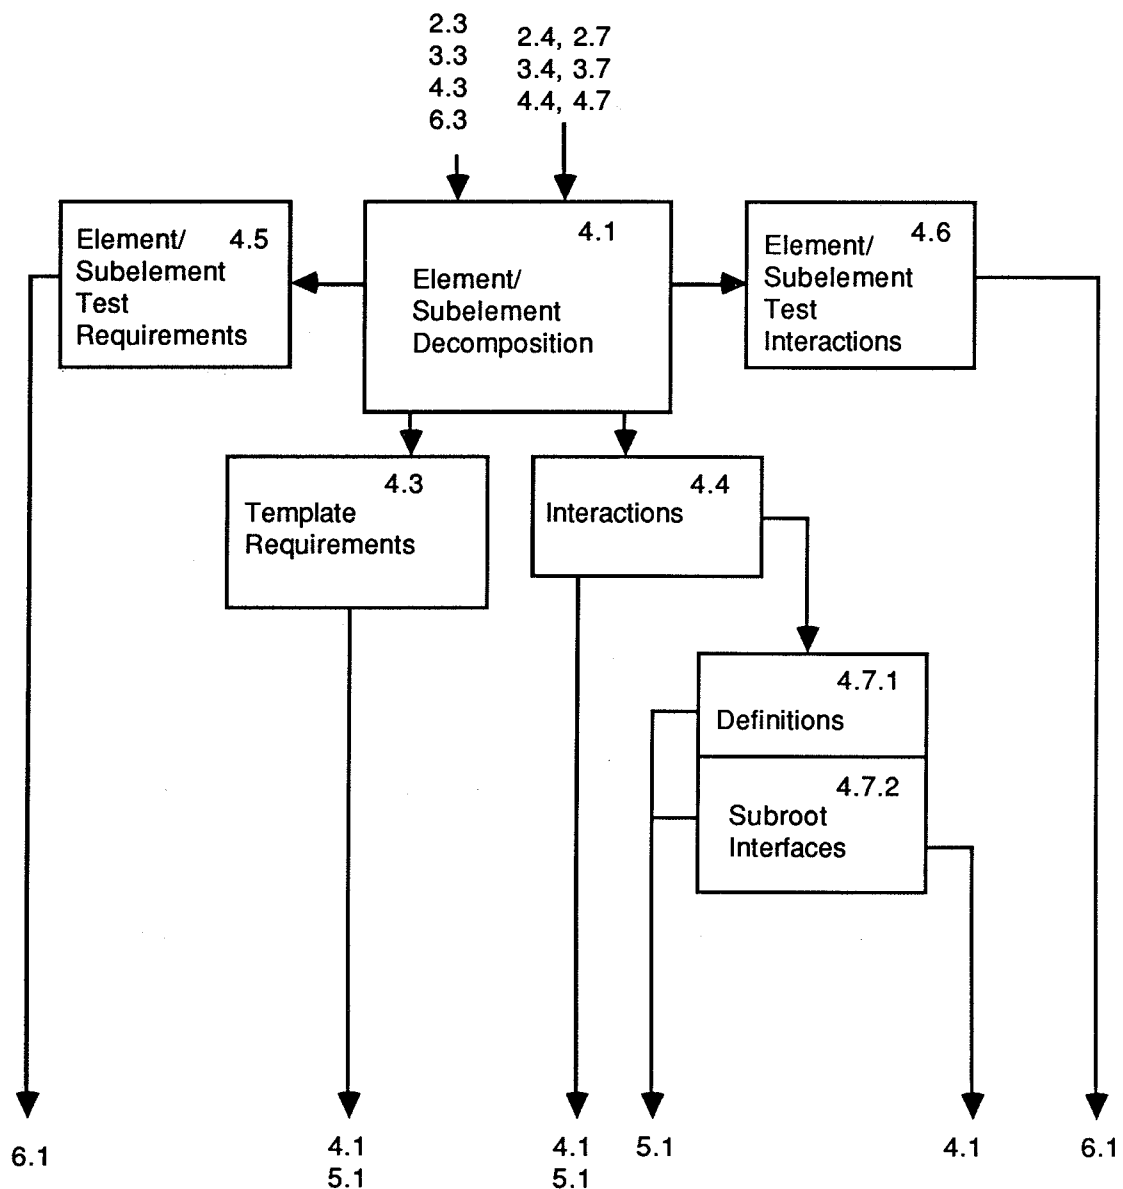 2.3
3.3
4.3
6.3
2.4, 2.7
3.4, 3.7
4.4, 4.7
4.5
Element/
Subelement
Test
Requirements
4.1
Element/
Subelement
Decomposition
4.6
Element/
Subelement
Test
Interactions
4.3
Template
Requirements
4.4
Interactions
4.7.1
Definitions
4.7.2
Subroot
Interfaces
6.1
4.1
5.1
4.1
5.1
5.1
4.1
6.1